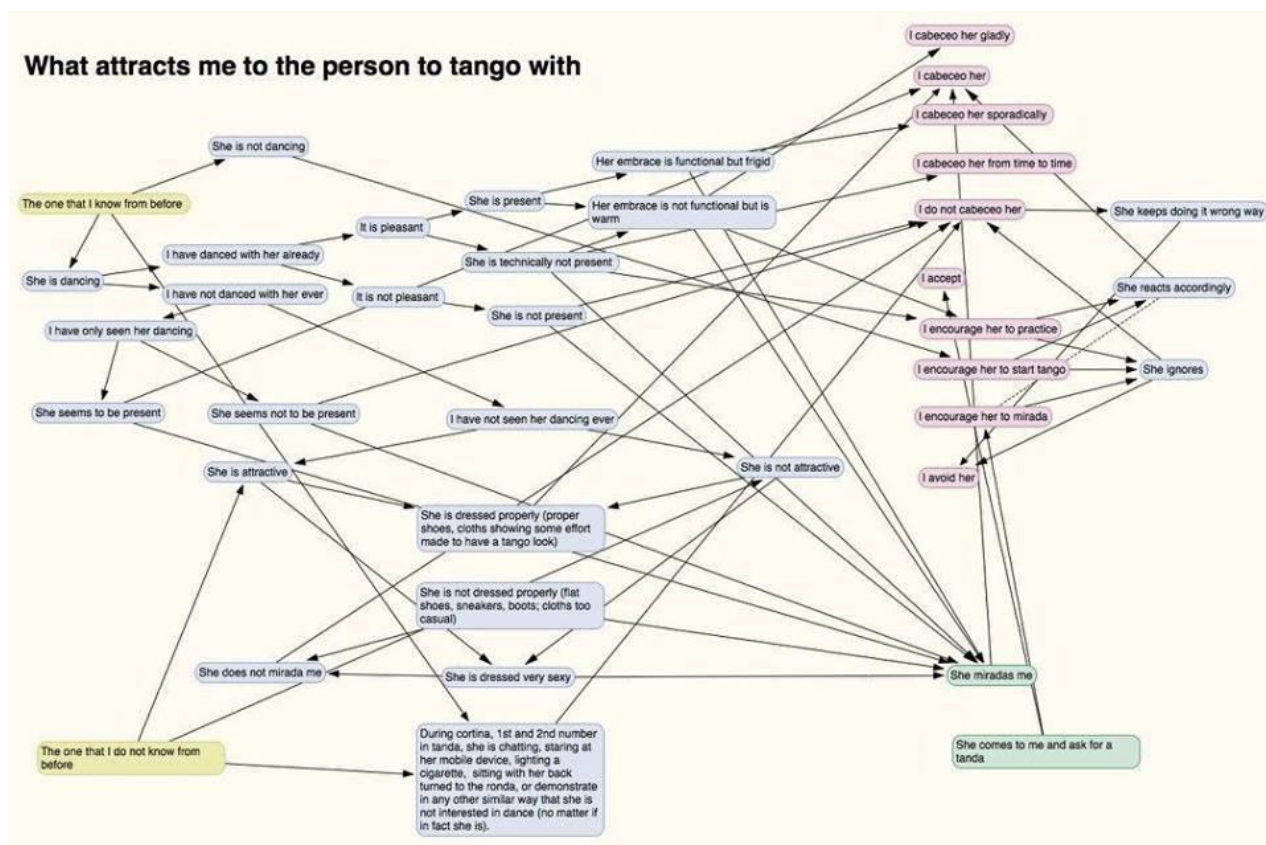 What attracts me to the person to tango with
I cabeceo her gladly
I cabeceo her
I cabeceo her sporadically
She is not dancing
Her embrace is functional but frigid
I cabeceo her from time to time
The one that I know from before
She is present
Her embrace is not functional but is
warm
I do not cabeceo her
She keeps doing it wrong way
It is pleasant
I have danced with her already
She is technically not present
She is dancing
I accept
I have not danced with her ever
It is not pleasant
She reacts accordingly
She is not present
I have only seen her dancing
I encourage her to practice
I encourage her to start tango
She ignores
She seems to be present
She seems not to be present
I have not seen her dancing ever
I encourage her to mirada
She is attractive
She is not attractive
I avoid her
She is dressed properly (proper
shoes, cloths showing some effort
made to have a tango look)
She is not dressed properly (flat
shoes, sneakers, boots; cloths too
casual)
She does not mirada me
She is dressed very sexy
She miradas me
The one that I do not know from
before
During cortina, 1st and 2nd number
in tanda, she is chatting, staring at
her mobile device, lighting a
cigarette, sitting with her back
turned to the ronda, or demonstrate
in any other similar way that she is
not interested in dance (no matter if
in fact she is).
She comes to me and ask for a
tanda